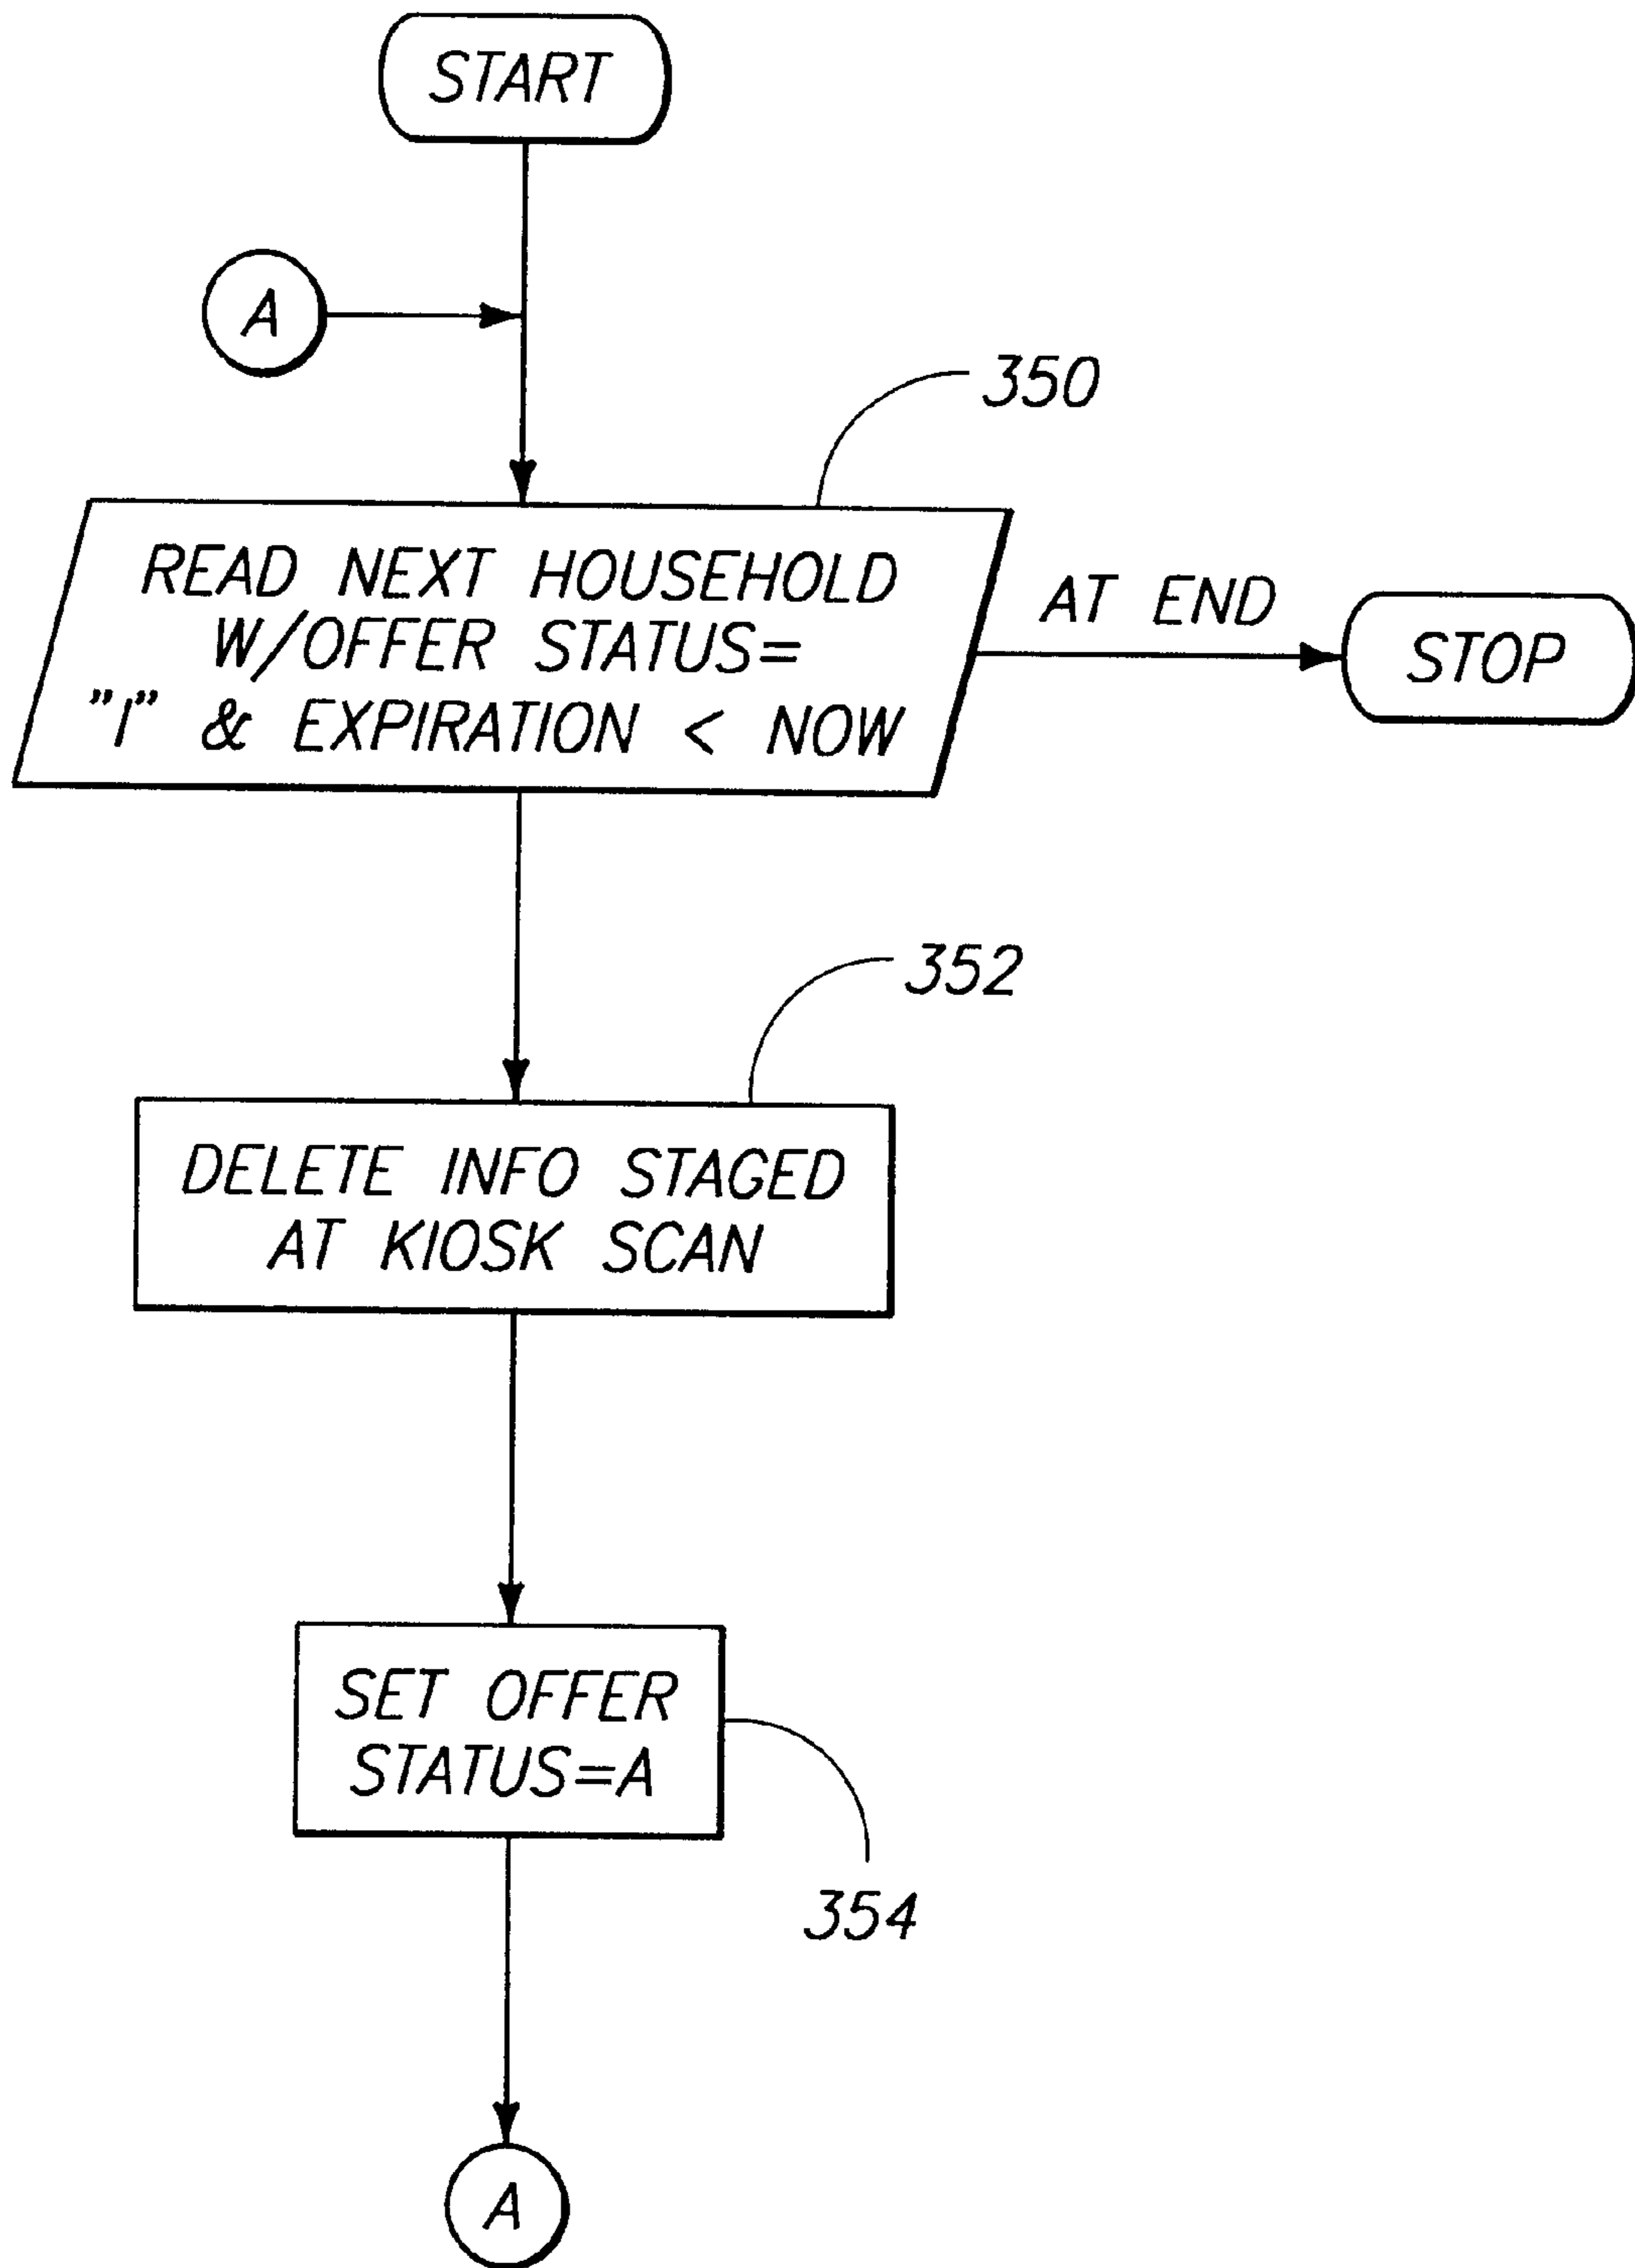 START
A
350
READ NEXT HOUSEHOLD
W/OFFER STATUS=
"I" & EXPIRATION < NOW
AT END
STOP
352
DELETE INFO STAGED
AT KIOSK SCAN
SET OFFER
STATUS=A
354
A